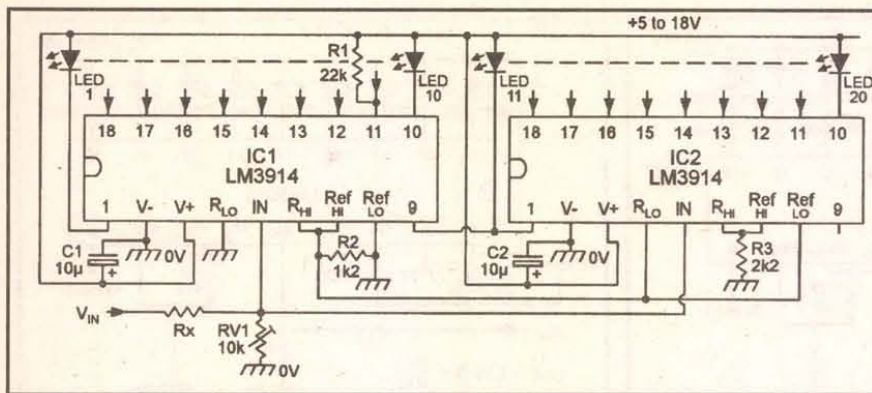 +5 to 18V
LED
1
R1
22k
LED
10
LED
11
LED
20
18 17 16 15 14 13 12 11 10
IC1
LM3914
1 V- V+ RLO IN RHI Ref HI Ref LO 9
18 17 16 15 14 13 12 11 10
IC2
LM3914
1 V- V+ RLO IN RHI Ref HI Ref LO 9
C1
10µ
+
0V
R2
1k2
C2
10µ
+
0V
R3
2k2
VIN
Rx
RV1
10k
0V